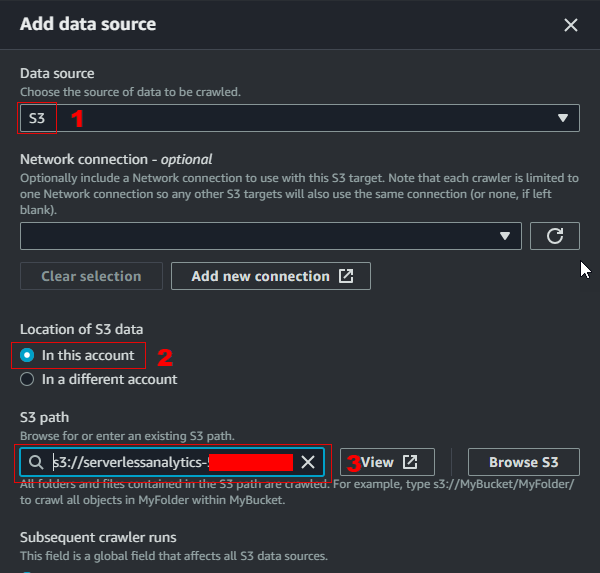 Add data source
Data source
Choose the source of data to be crawled.
S3
1
Network connection - optional
Optionally include a Network connection to use with this S3 target. Note that each crawler is limited to
one Network connection so any other S3 targets will also use the same connection (or none, if left
blank).
Clear selection
Add new connection
Location of S3 data
In this account
2
In a different account
S3 path
Browse for or enter an existing S3 path.
s3://serverlessanalytics-
3
View
Browse S3
All folders and files contained in the S3 path are crawled. For example, type s3://MyBucket/MyFolder/
to crawl all objects in MyFolder within MyBucket.
Subsequent crawler runs
This field is a global field that affects all S3 data sources.